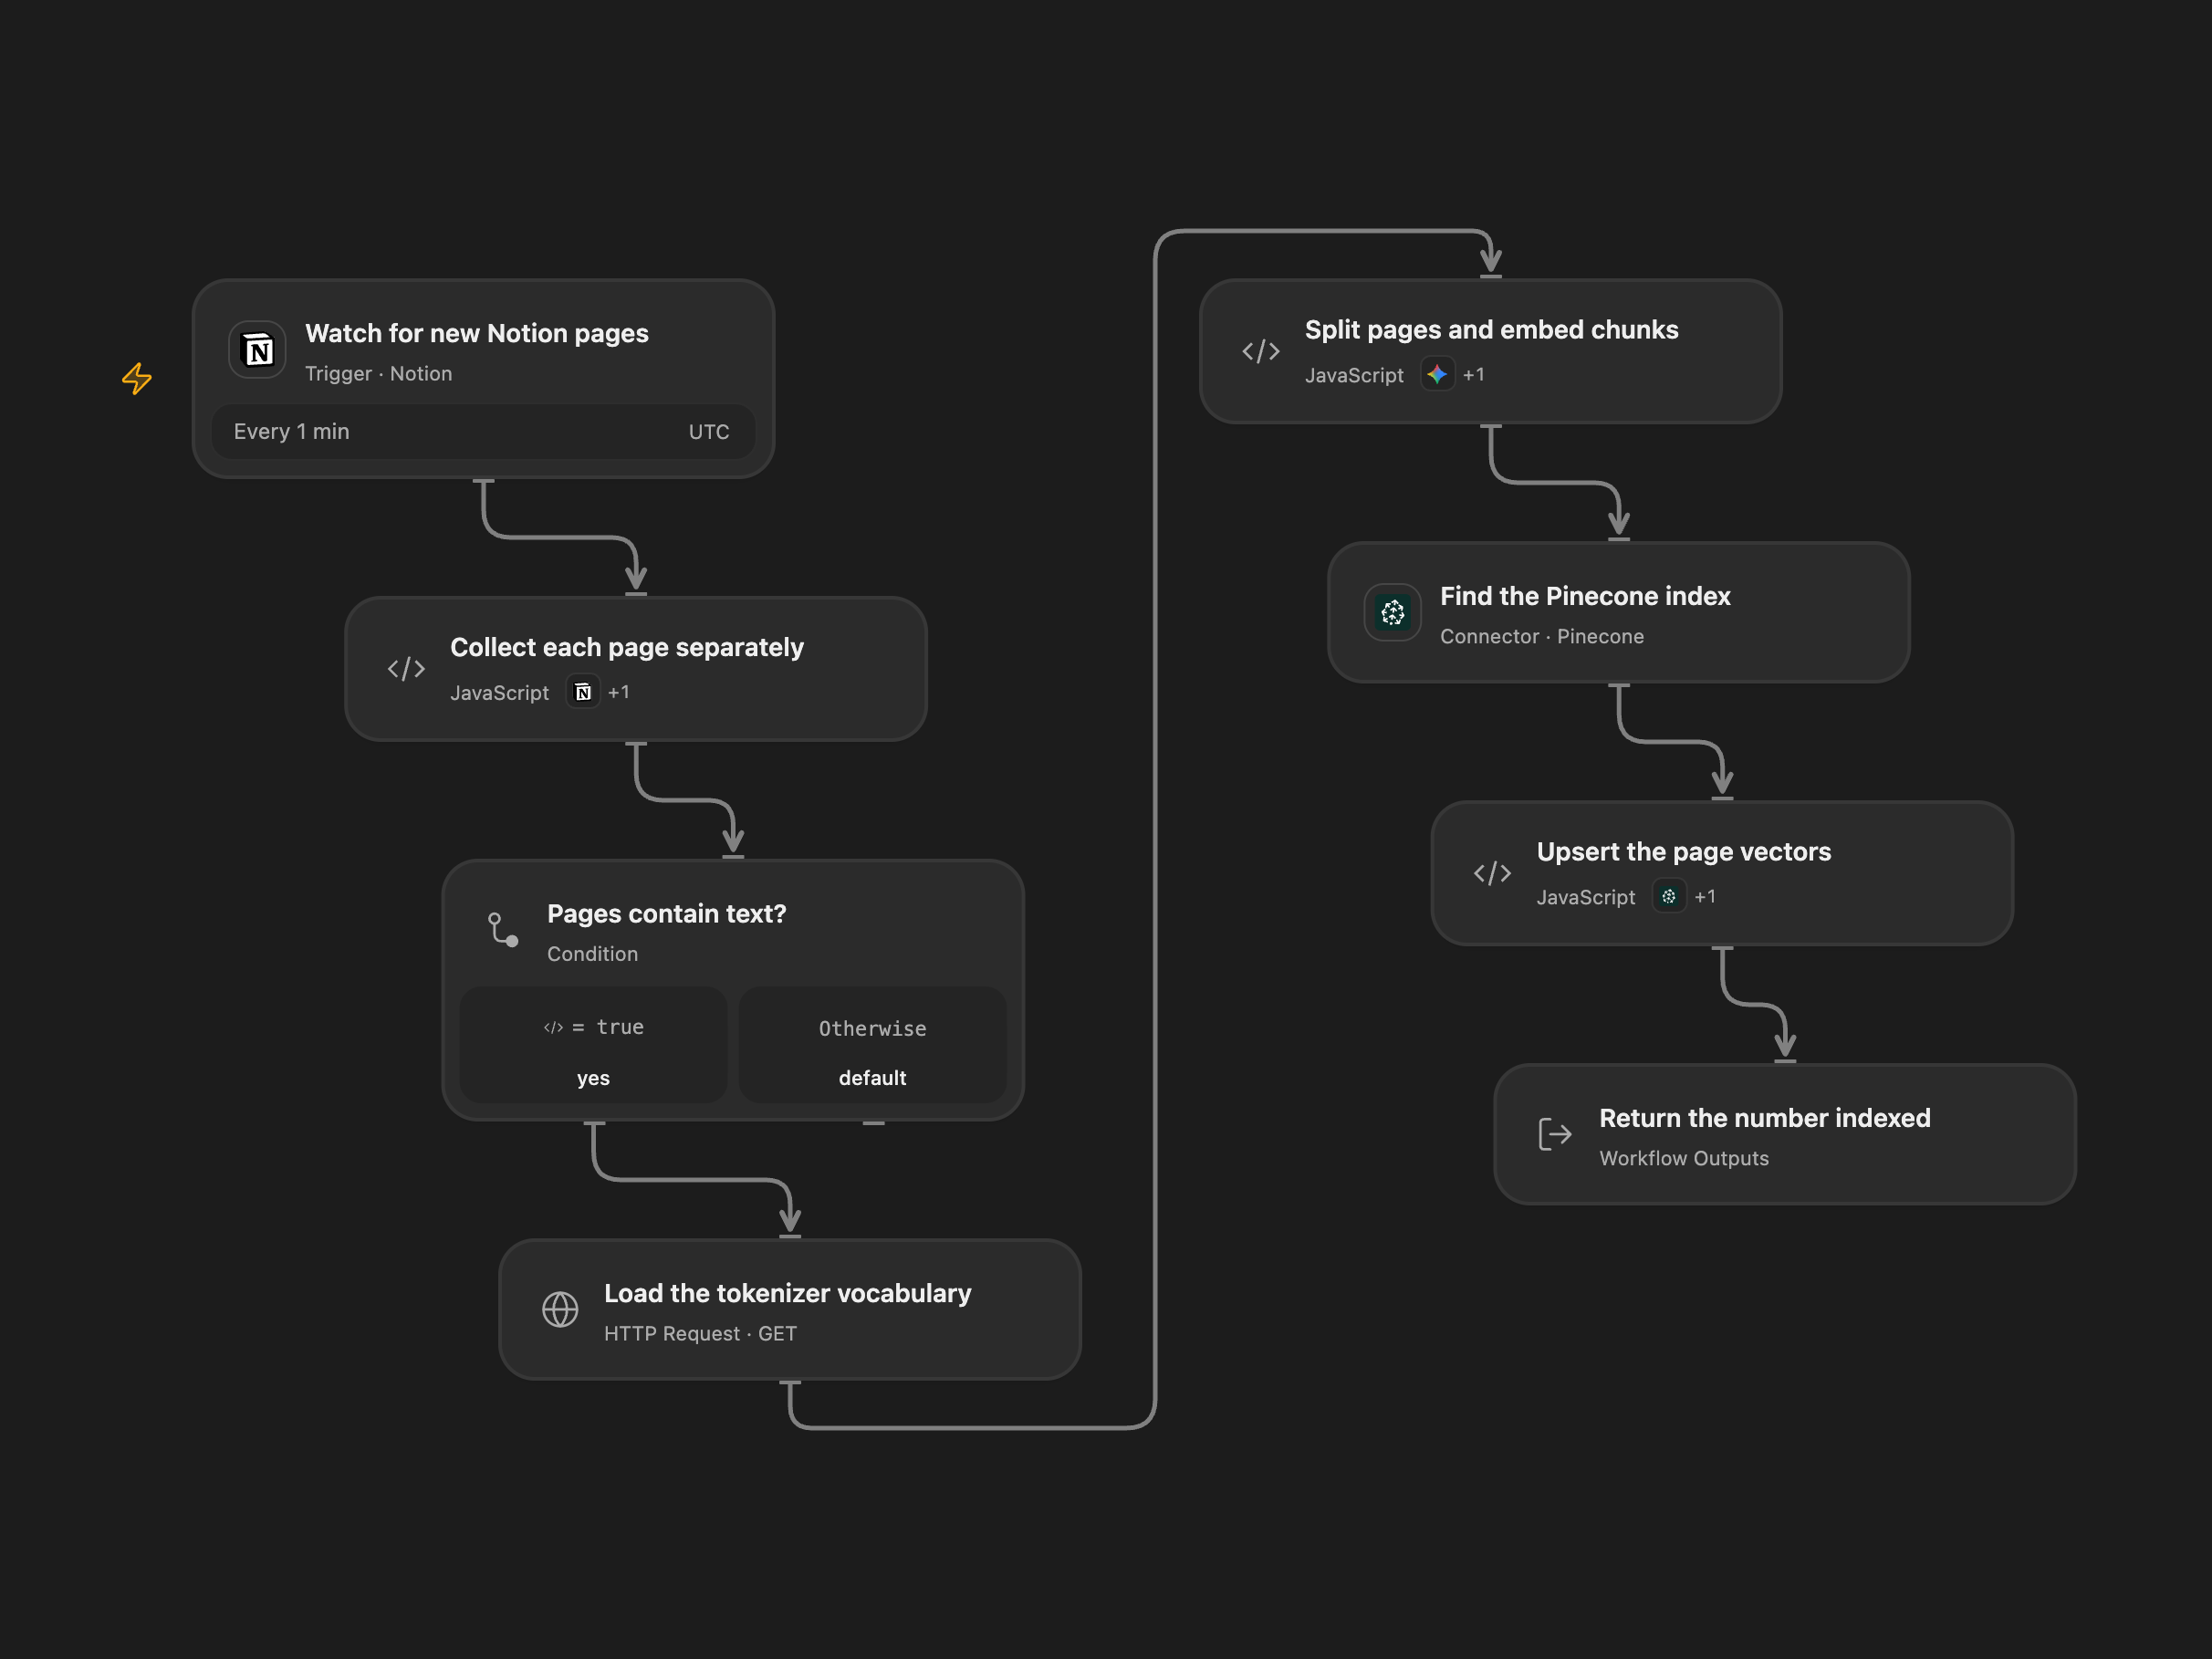 Watch for new Notion pages
Trigger · Notion
Every 1 min
UTC
Collect each page separately
JavaScript
N
+1
Pages contain text?
Condition
</> = true
yes
Otherwise
default
Load the tokenizer vocabulary
HTTP Request · GET
Split pages and embed chunks
JavaScript
+1
Find the Pinecone index
Connector · Pinecone
Upsert the page vectors
JavaScript
+1
Return the number indexed
Workflow Outputs